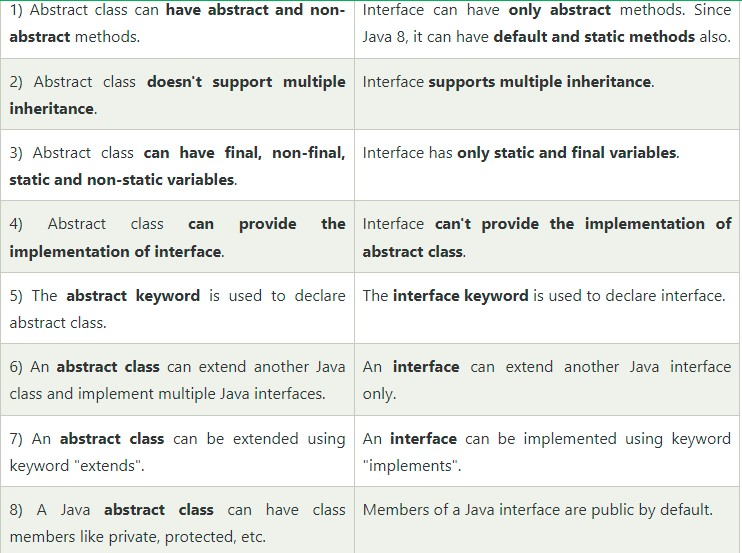 1) Abstract class can have abstract and non-
abstract methods.
Interface can have only abstract methods. Since
Java 8, it can have default and static methods also.
2) Abstract class doesn't support multiple
inheritance.
Interface supports multiple inheritance.
3) Abstract class can have final, non-final,
static and non-static variables.
Interface has only static and final variables.
4) Abstract class can provide the
implementation of interface.
Interface can't provide the implementation of
abstract class.
5) The abstract keyword is used to declare
abstract class.
The interface keyword is used to declare interface.
6) An abstract class can extend another Java
class and implement multiple Java interfaces.
An interface can extend another Java interface
only.
7) An abstract class can be extended using
keyword "extends".
An interface can be implemented using keyword
"implements".
8) A Java abstract class can have class
members like private, protected, etc.
Members of a Java interface are public by default.